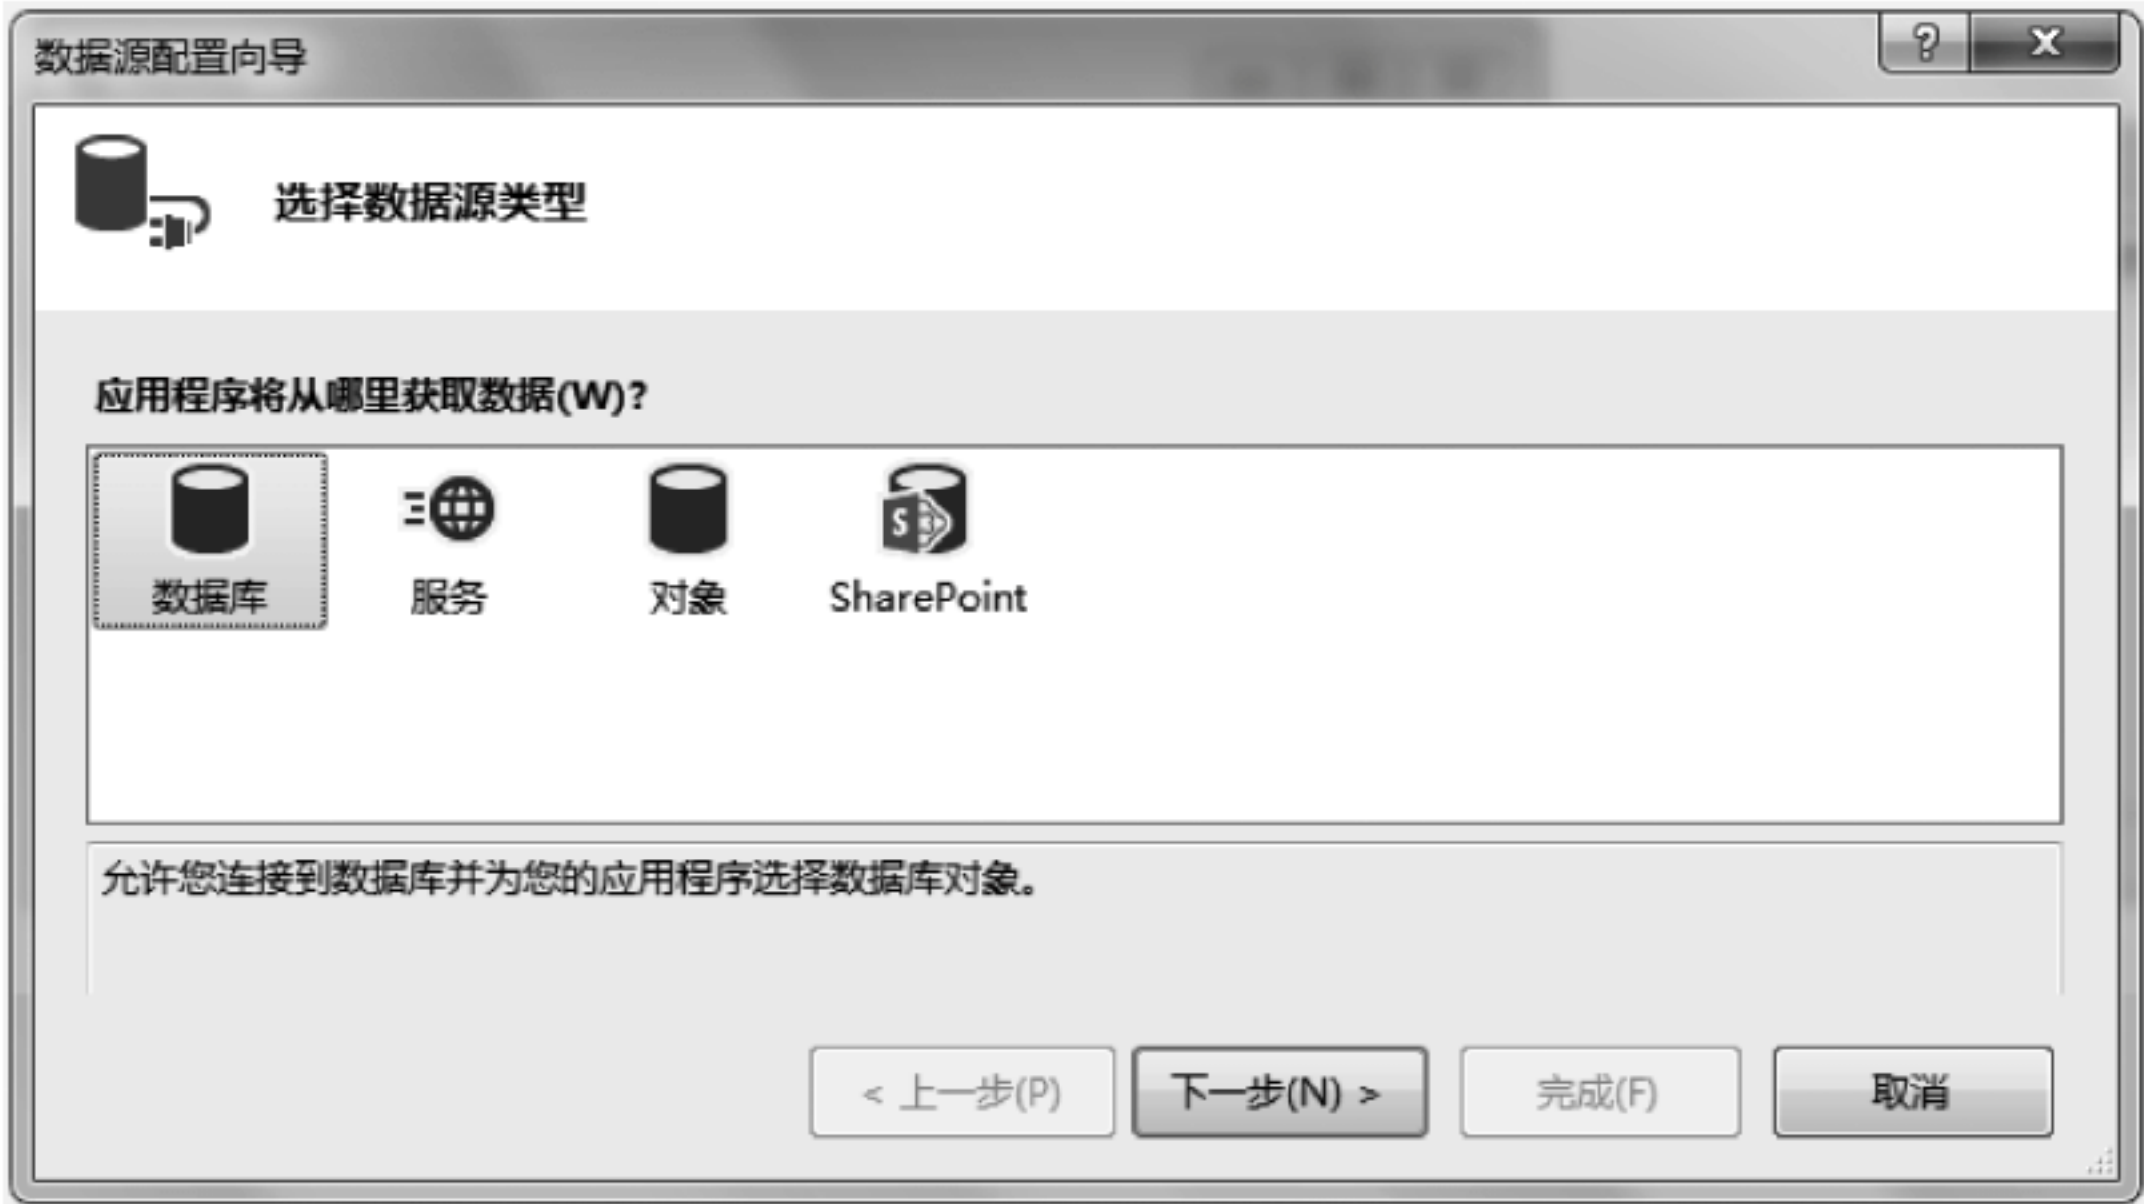 数据源配置向导
选择数据源类型
应用程序将从哪里获取数据(W)?
数据库 服务 对象 SharePoint
允许您连接到数据库并为您的应用程序选择数据库对象。
< 上一步(P) 下一步(N) > 完成(F) 取消